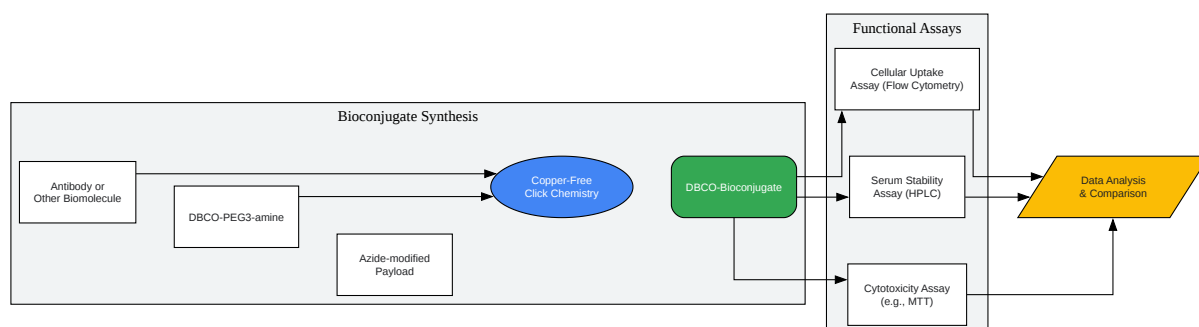 Functional Assays
Cellular Uptake
Assay (Flow Cytometry)
Bioconjugate Synthesis
Antibody or
Other Biomolecule
DBCO-PEG3-amine
Azide-modified
Payload
Copper-Free
Click Chemistry
DBCO-Bioconjugate
Serum Stability
Assay (HPLC)
Data Analysis
& Comparison
Cytotoxicity Assay
(e.g., MTT)